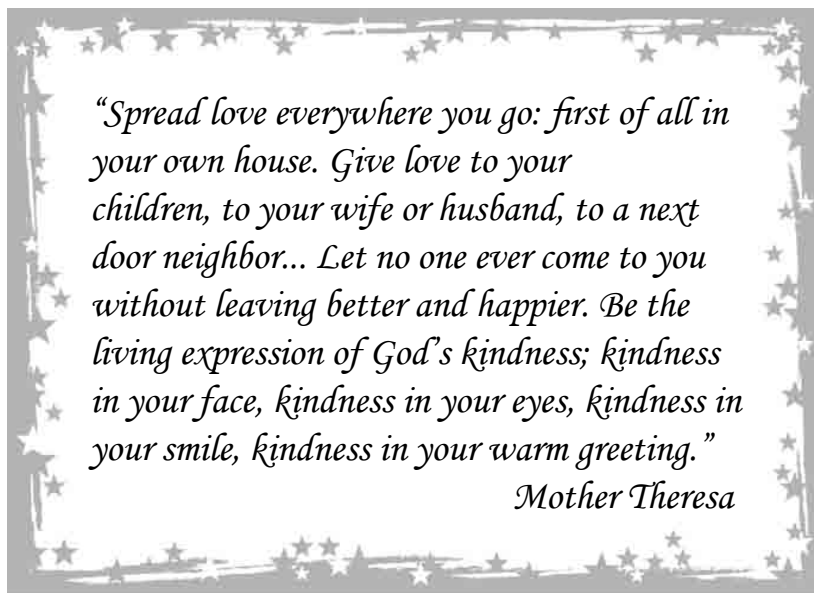 “Spread love everywhere you go: first of all in
your own house. Give love to your
children, to your wife or husband, to a next
door neighbor... Let no one ever come to you
without leaving better and happier. Be the
living expression of God’s kindness; kindness
in your face, kindness in your eyes, kindness in
your smile, kindness in your warm greeting.”
Mother Theresa